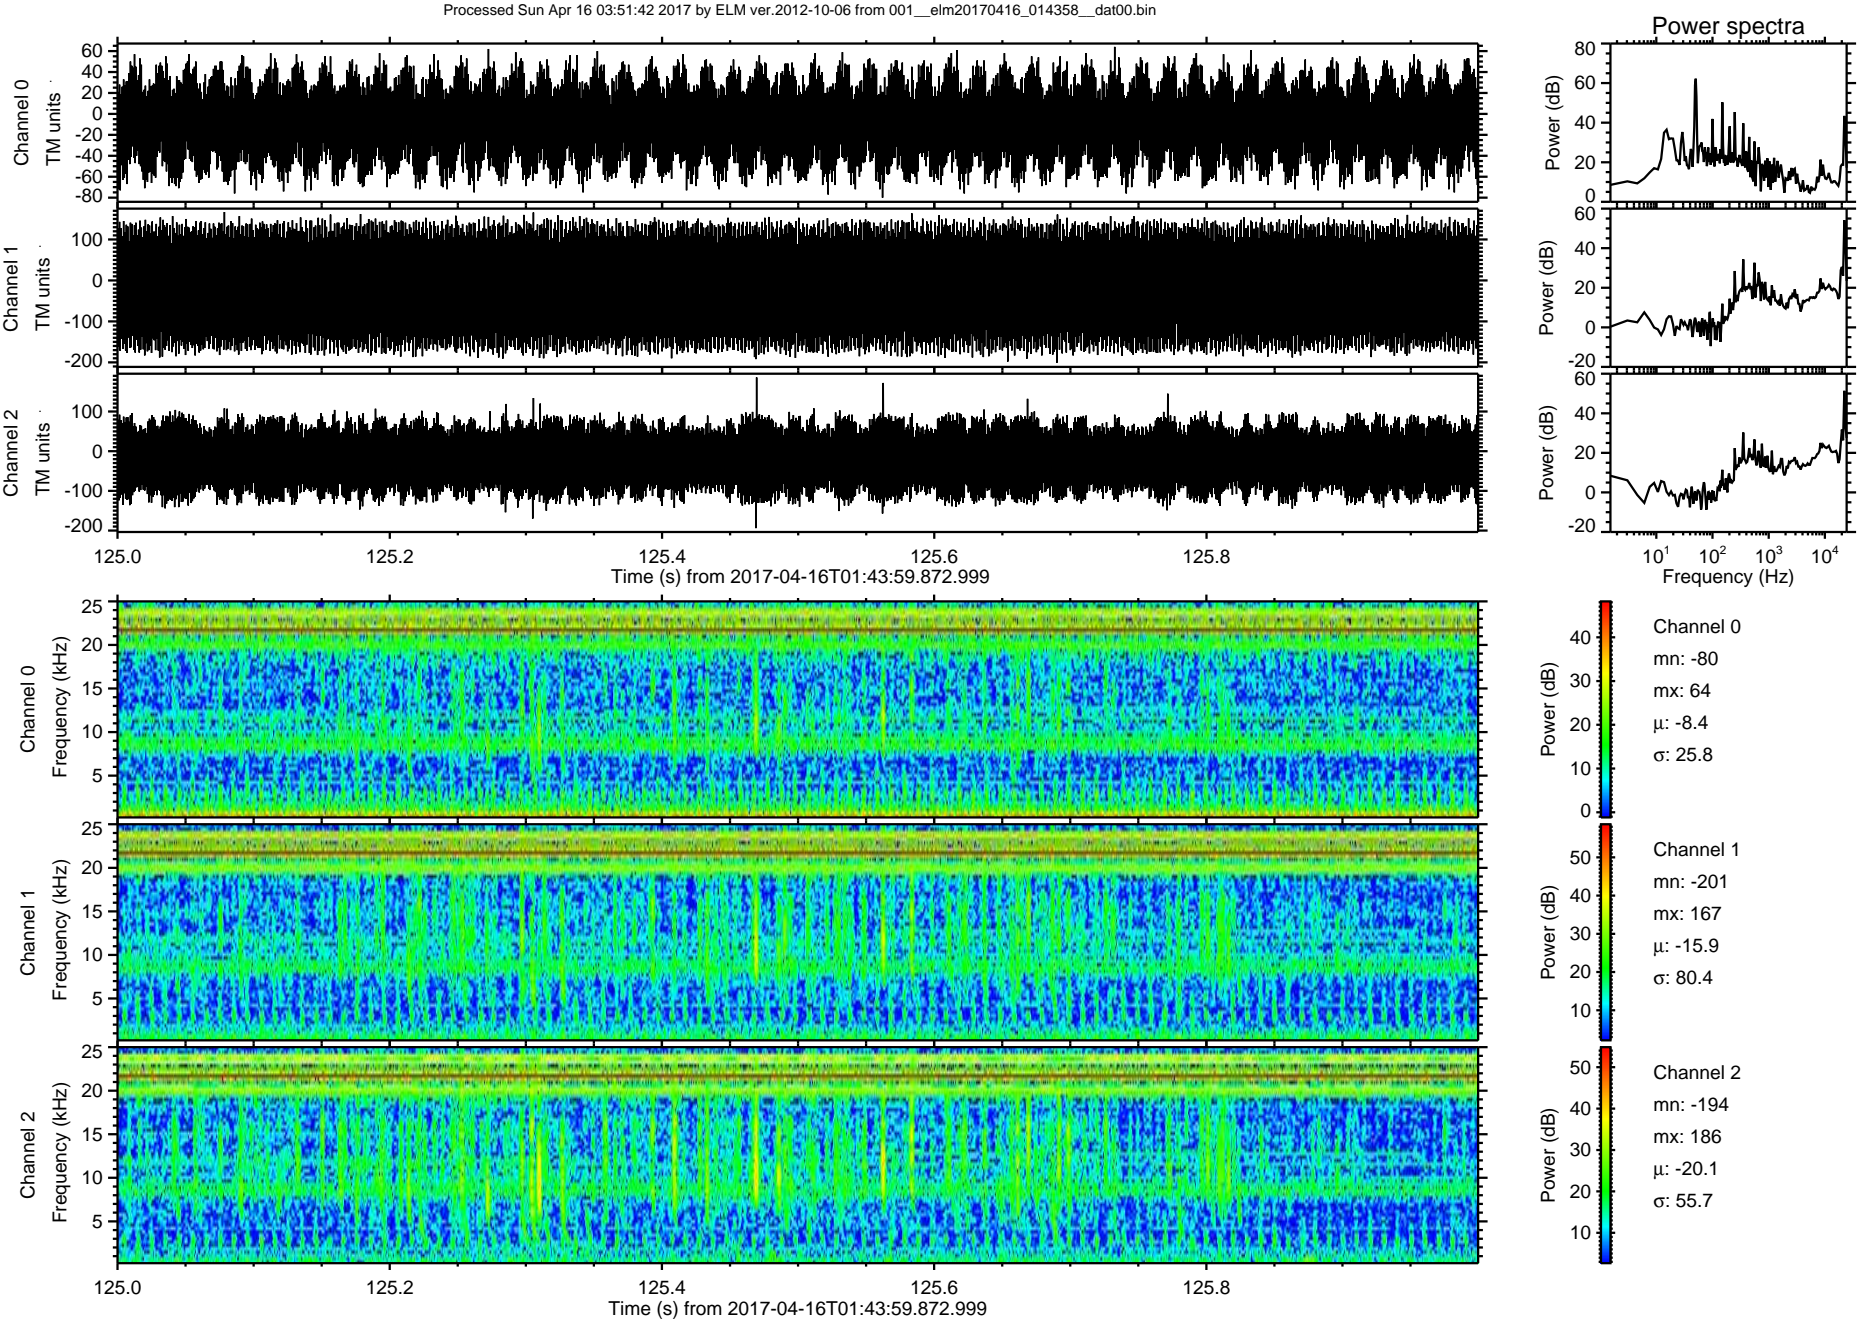 Processed Sun Apr 16 03:51:42 2017 by ELM ver.2012-10-06 from 001__elm20170416_014358__dat00.bin
Power spectra
Channel 0
TM units
60
40
20
0
-20
-40
-60
-80
Power (dB)
80
60
40
20
0
Channel 1
TM units
100
0
-100
-200
Power (dB)
60
40
20
0
-20
Channel 2
TM units
100
0
-100
-200
Power (dB)
60
40
20
0
-20
125.0 125.2 125.4 125.6 125.8
Time (s) from 2017-04-16T01:43:59.872.999
10^1 10^2 10^3 10^4
Frequency (Hz)
Channel 0
Frequency (kHz)
25
20
15
10
5
Power (dB)
40
30
20
10
0
Channel 0
mn: -80
mx: 64
μ: -8.4
σ: 25.8
Channel 1
Frequency (kHz)
25
20
15
10
5
Power (dB)
50
40
30
20
10
Channel 1
mn: -201
mx: 167
μ: -15.9
σ: 80.4
Channel 2
Frequency (kHz)
25
20
15
10
5
Power (dB)
50
40
30
20
10
Channel 2
mn: -194
mx: 186
μ: -20.1
σ: 55.7
125.0 125.2 125.4 125.6 125.8
Time (s) from 2017-04-16T01:43:59.872.999